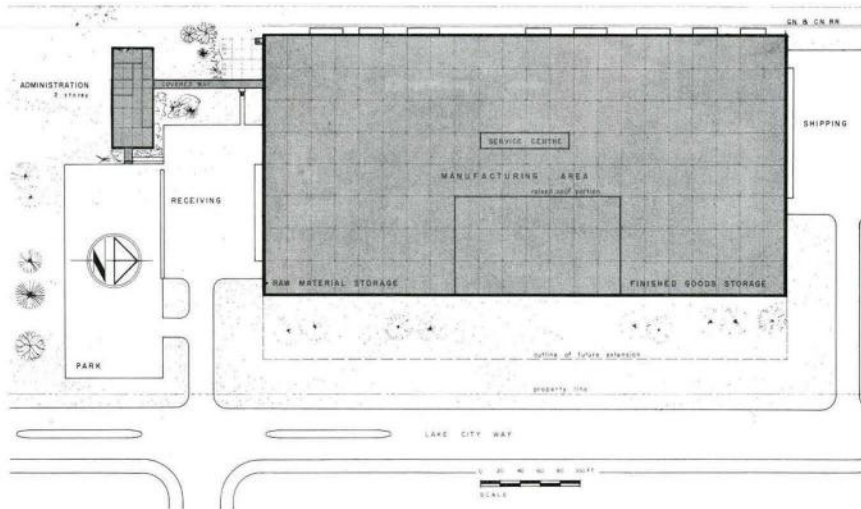 GN & CN RR
ADMINISTRATION
2 storey
COVERED WAY
SHIPPING
SERVICE CENTRE
MANUFACTURING AREA
raised roof portion
RECEIVING
RAW MATERIAL STORAGE
FINISHED GOODS STORAGE
outline of future extension
PARK
property line
LAKE CITY WAY
0 20 40 60 80 100 FT
SCALE